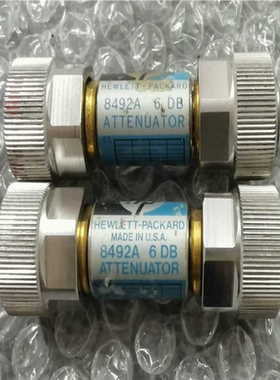 HEWLETT-PACKARD
8492A 6 DB
ATTENUATOR
HEWLETT-PACKARD
MADE IN U.S.A.
8492A 6 DB
ATTENUATOR